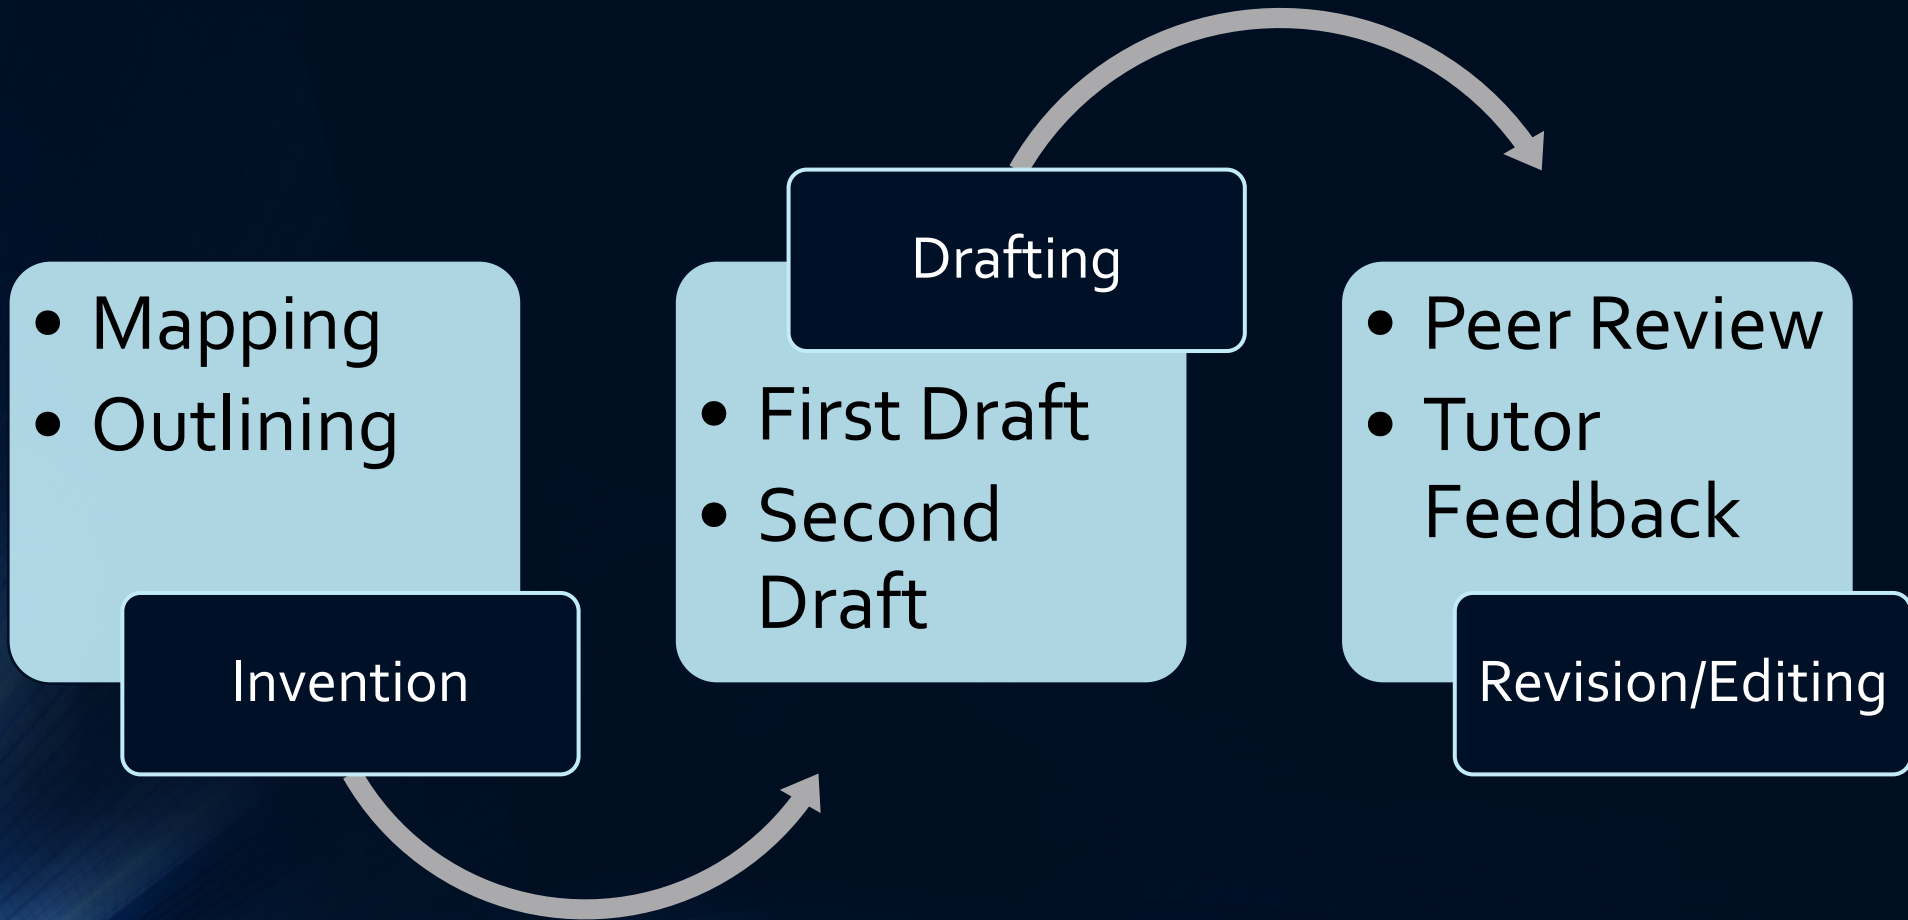 • Mapping
• Outlining
Invention
Drafting
• First Draft
• Second
Draft
• Peer Review
• Tutor
Feedback
Revision/Editing